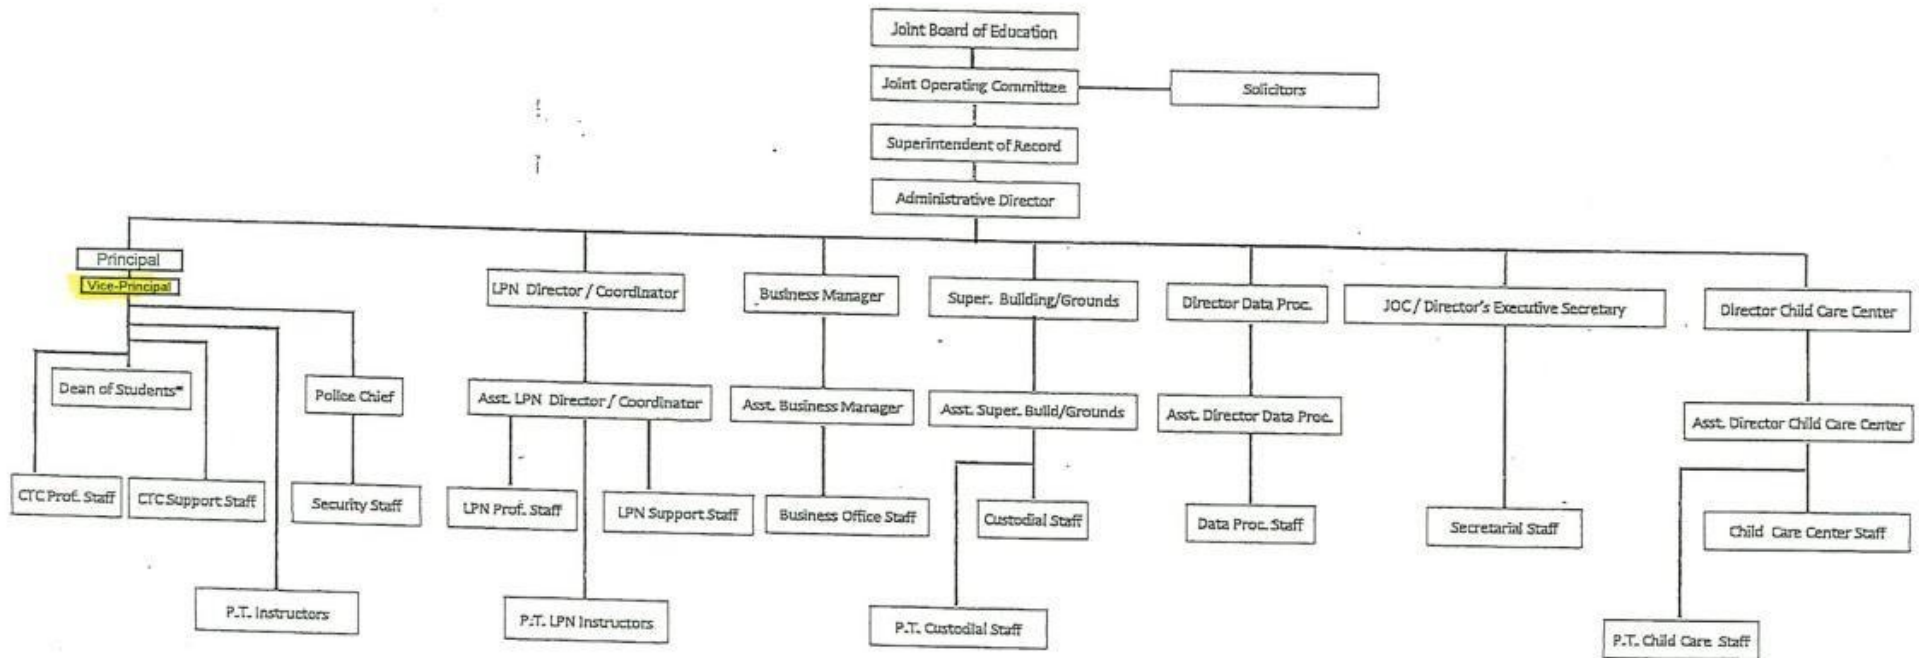 Joint Board of Education
Joint Operating Committee
Solicitors
Superintendent of Record
Administrative Director
Principal
Vice-Principal
LPN Director / Coordinator
Business Manager
Super. Building/Grounds
Director Data Proc.
JOC / Director's Executive Secretary
Director Child Care Center
Dean of Students*
Police Chief
Asst. LPN Director / Coordinator
Asst. Business Manager
Asst. Super. Build/Grounds
Asst. Director Data Proc.
Asst. Director Child Care Center
CTC Prof. Staff
CTC Support Staff
Security Staff
LPN Prof. Staff
LPN Support Staff
Business Office Staff
Custodial Staff
Data Proc. Staff
Secretarial Staff
Child Care Center Staff
P.T. Instructors
P.T. LPN Instructors
P.T. Custodial Staff
P.T. Child Care Staff